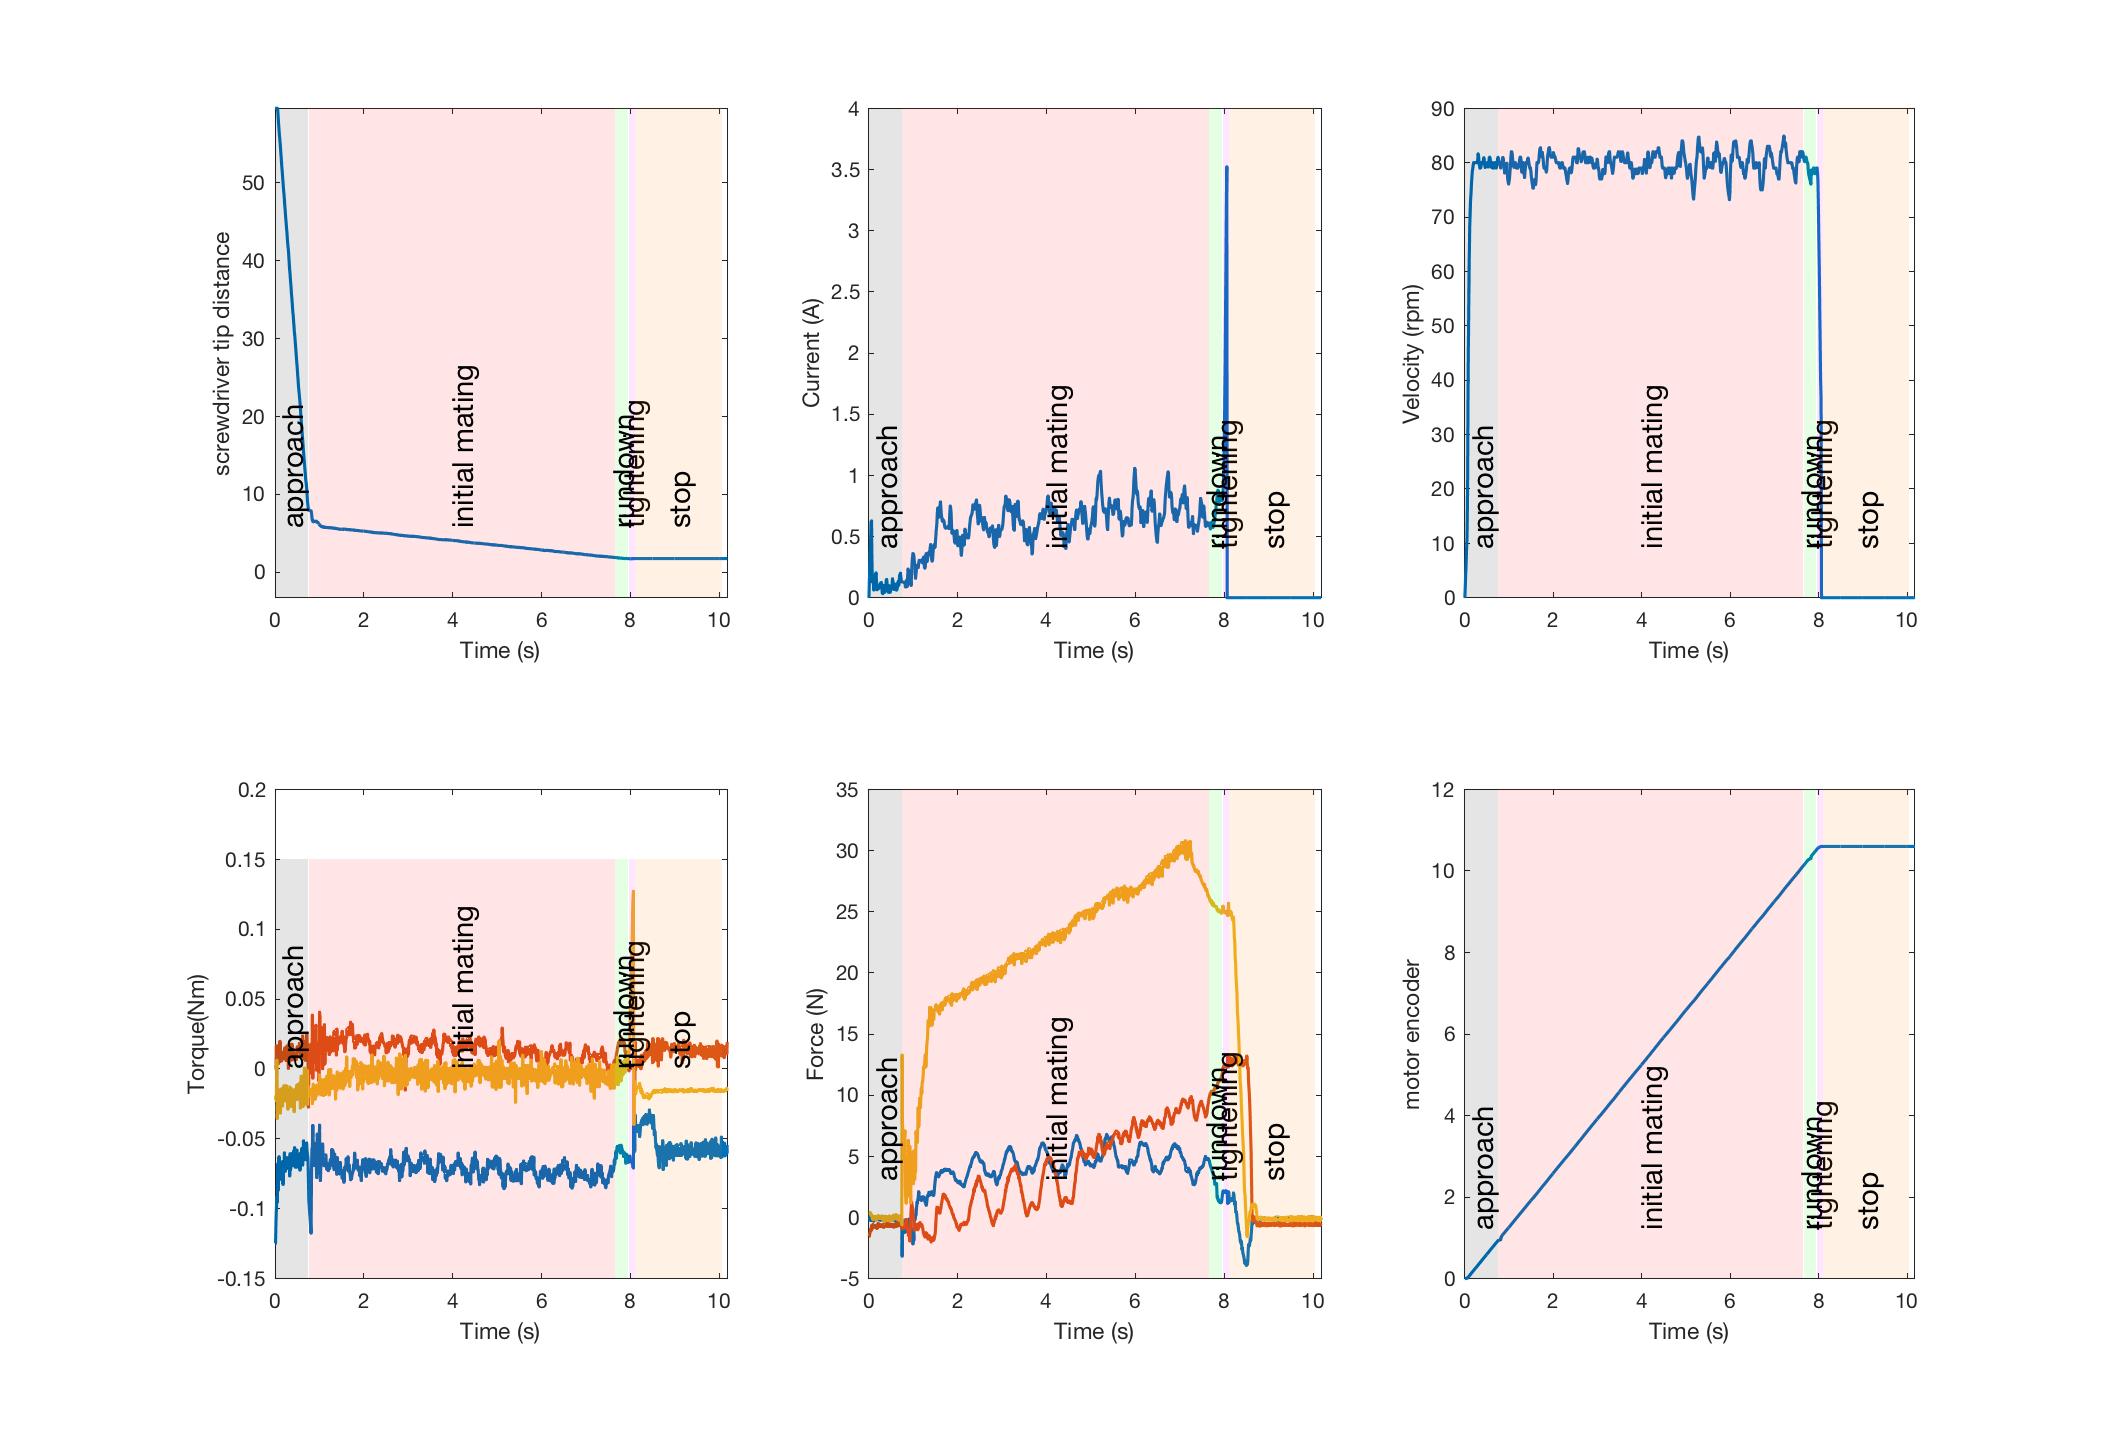 50
40
30
20
10
0
screwdriver tip distance
approach
initial mating
rundown
tightening
stop
0 2 4 6 8 10
Time (s)
4
3.5
3
2.5
2
1.5
1
0.5
0
Current (A)
approach
initial mating
rundown
tightening
stop
0 2 4 6 8 10
Time (s)
90
80
70
60
50
40
30
20
10
0
Velocity (rpm)
approach
initial mating
rundown
tightening
stop
0 2 4 6 8 10
Time (s)
0.2
0.15
0.1
0.05
0
-0.05
-0.1
-0.15
Torque(Nm)
approach
initial mating
rundown
tightening
stop
0 2 4 6 8 10
Time (s)
35
30
25
20
15
10
5
0
-5
Force (N)
approach
initial mating
rundown
tightening
stop
0 2 4 6 8 10
Time (s)
12
10
8
6
4
2
0
motor encoder
approach
initial mating
rundown
tightening
stop
0 2 4 6 8 10
Time (s)